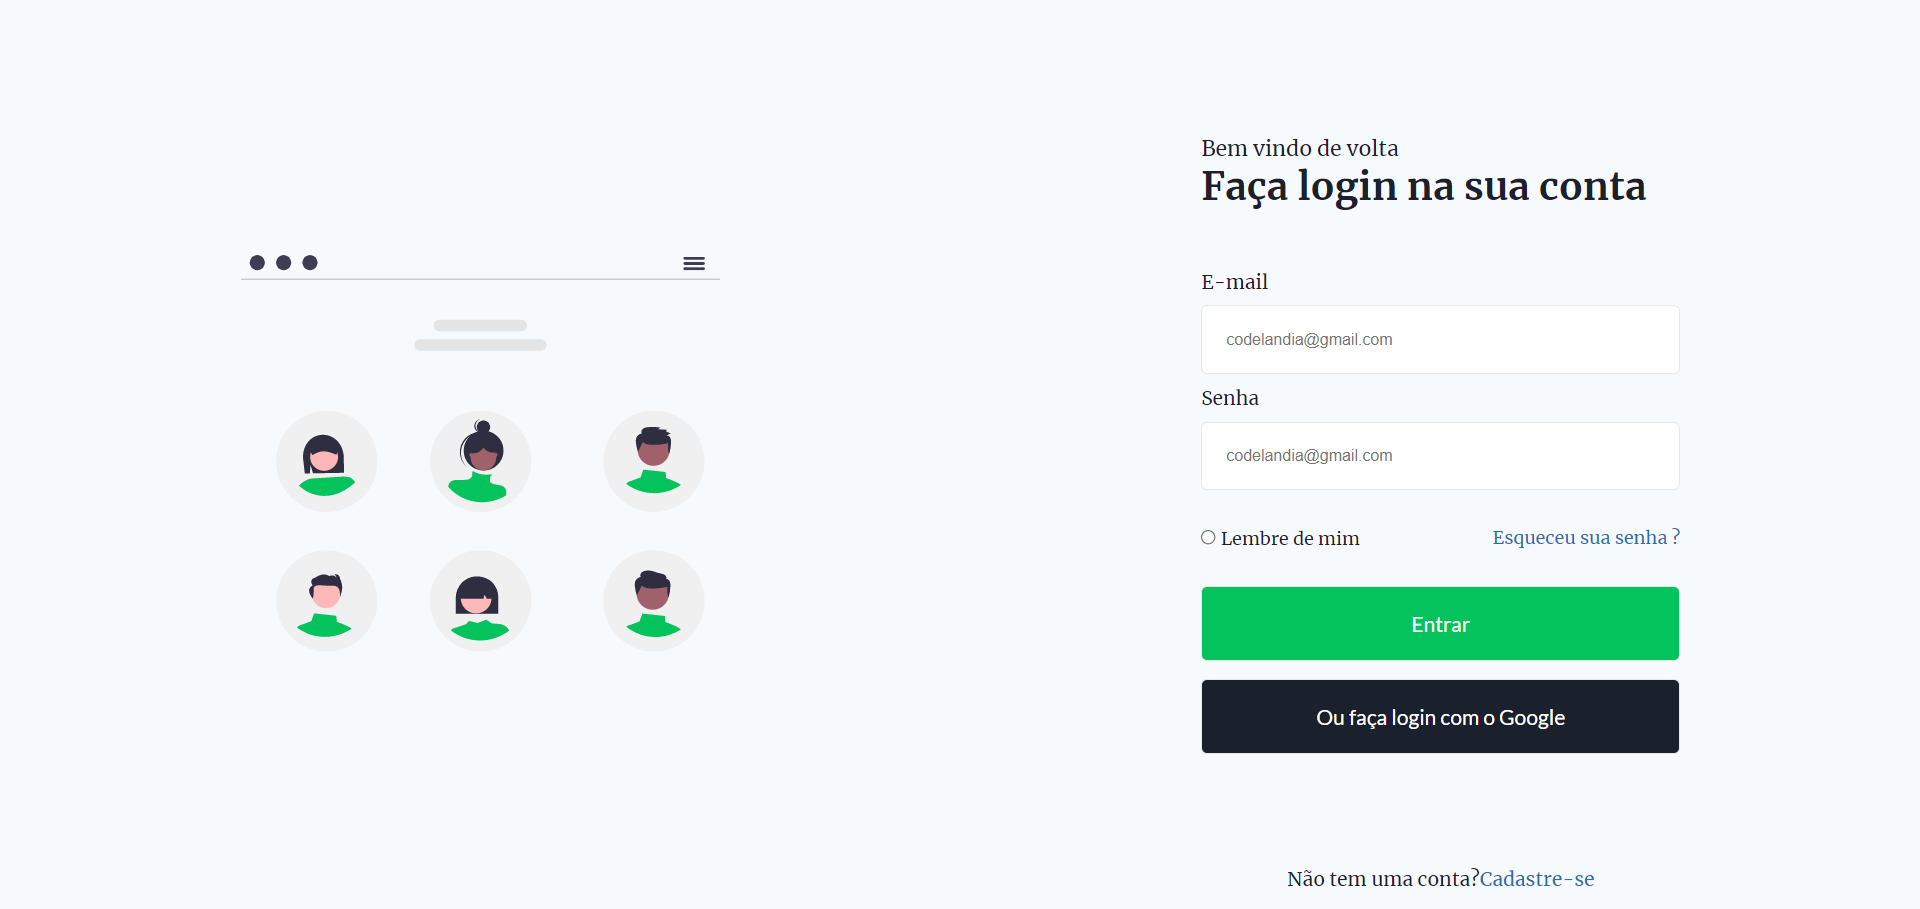 Bem vindo de volta
Faça login na sua conta
E-mail
codelandia@gmail.com
Senha
codelandia@gmail.com
Lembre de mim
Esqueceu sua senha ?
Entrar
Ou faça login com o Google
Não tem uma conta?Cadastre-se